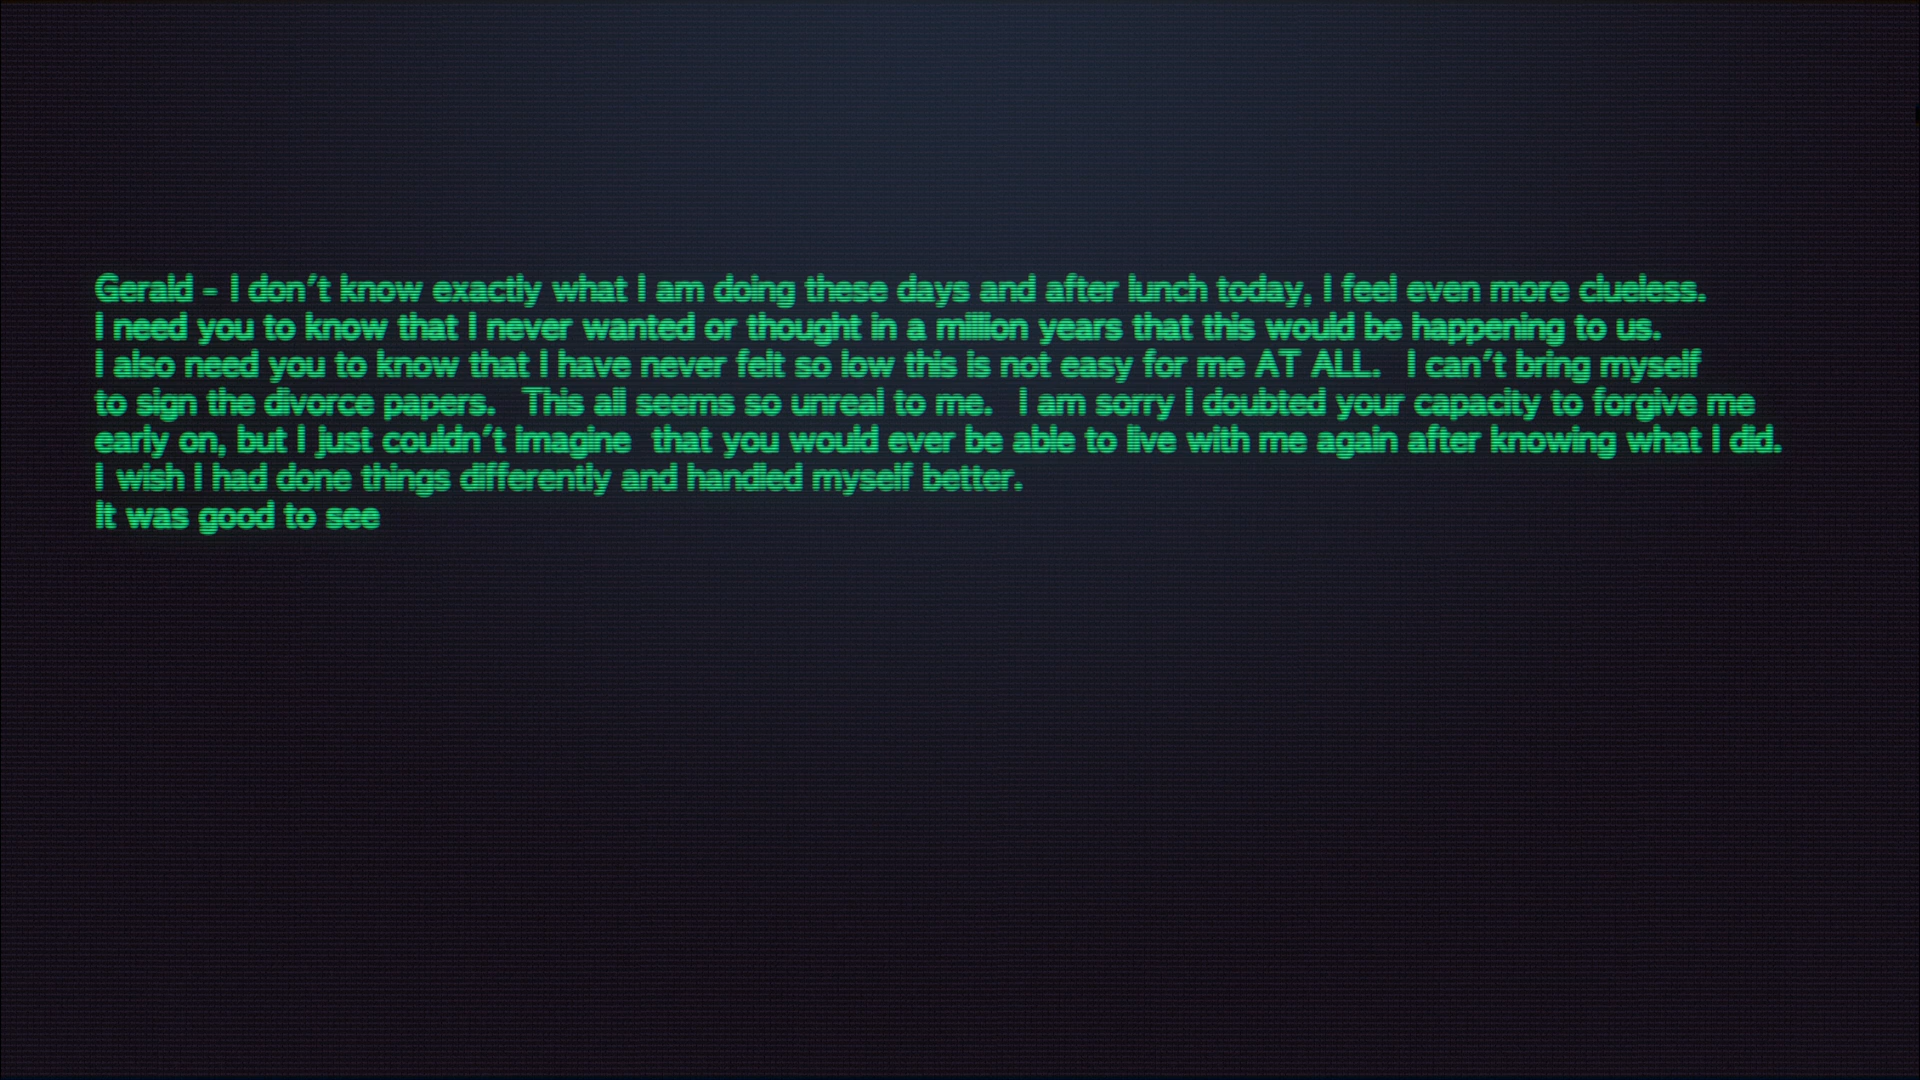 Gerald - I don't know exactly what I am doing these days and after lunch today, I feel even more clueless.
I need you to know that I never wanted or thought in a million years that this would be happening to us.
I also need you to know that I have never felt so low this is not easy for me AT ALL.  I can't bring myself
to sign the divorce papers.   This all seems so unreal to me.   I am sorry I doubted your capacity to forgive me
early on, but I just couldn't imagine  that you would ever be able to live with me again after knowing what I did.
I wish I had done things differently and handled myself better.
It was good to see